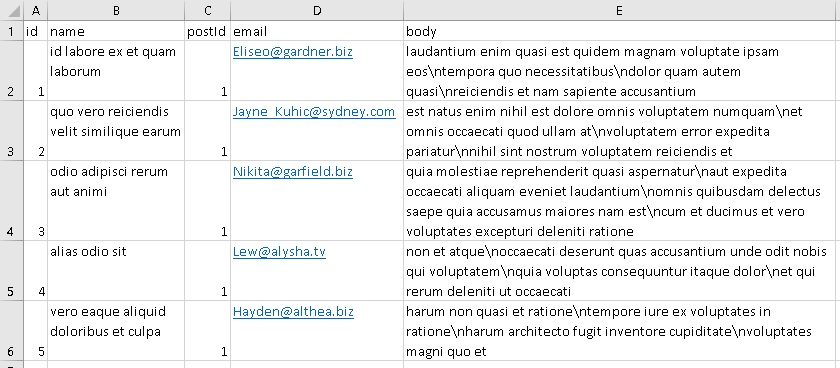 A B C D E
1 id name postId email body
id labore ex et quam Eliseo@gardner.biz laudantium enim quasi est quidem magnam voluptate ipsam
laborum eos\ntempora quo necessitatibus\ndolor quam autem
2 1 1 quasi\nreiciendis et nam sapiente accusantium
quo vero reiciendis Jayne_Kuhic@sydney.com est natus enim nihil est dolore omnis voluptatem numquam\net
velit similique earum omnis occaecati quod ullam at\nvoluptatem error expedita
3 2 1 pariatur\nnihil sint nostrum voluptatem reiciendis et
odio adipisci rerum Nikita@garfield.biz quia molestiae reprehenderit quasi aspernatur\naut expedita
aut animi occaecati aliquam eveniet laudantium\nomnis quibusdam delectus
saepe quia accusamus maiores nam est\ncum et ducimus et vero
4 3 1 voluptates excepturi deleniti ratione
alias odio sit Lew@alysha.tv non et atque\noccaecati deserunt quas accusantium unde odit nobis
qui voluptatem\nquia voluptas consequuntur itaque dolor\net qui
5 4 1 rerum deleniti ut occaecati
vero eaque aliquid Hayden@althea.biz harum non quasi et ratione\ntempore iure ex voluptates in
doloribus et culpa ratione\nharum architecto fugit inventore cupiditate\nvoluptates
6 5 1 magni quo et